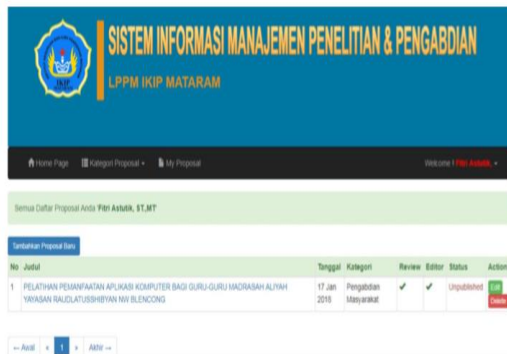 IKIP
SISTEM INFORMASI MANAJEMEN PENELITIAN & PENGABDIAN
LPPM IKIP MATARAM
Home Page Kategori Proposal My Proposal Welcome ! Fitri Astutik,
Semua Daftar Proposal Anda 'Fitri Astutik, ST.,MT'
Tambahkan Proposal Baru
No Judul Tanggal Kategori Review Editor Status Action
1 PELATIHAN PEMANFAATAN APLIKASI KOMPUTER BAGI GURU-GURU MADRASAH ALIYAH 17 Jan Pengabdian Unpublished Edit
YAYASAN RAUDLATUSSHIBYAN NW BLENCONG 2018 Masyarakat Delete
← Awal « 1 » Akhir →